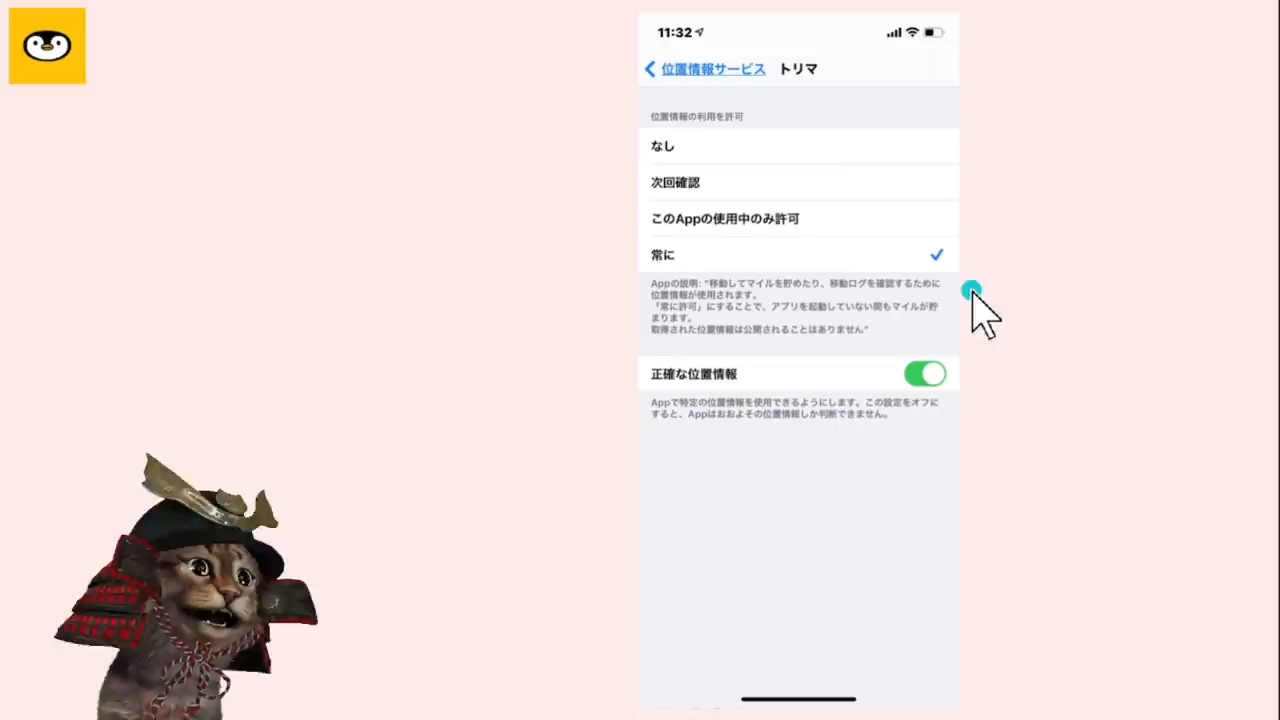 11:32
位置情報サービス トリマ
位置情報の利用を許可
なし
次回確認
このAppの使用中のみ許可
常に
Appの説明: "移動してマイルを貯めたり、移動ログを確認するために
位置情報が使用されます。
「常に許可」にすることで、アプリを起動していない間もマイルが貯
まります。
取得された位置情報は公開されることはありません"
正確な位置情報
Appで特定の位置情報を使用できるようにします。この設定をオフに
すると、Appはおおよその位置情報しか判断できません。